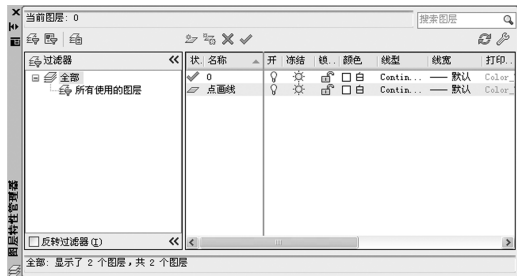 当前图层: 0
搜索图层
过滤器
全部
所有使用的图层
反转过滤器(I)
状. 名称 开 冻结 锁.. 颜色 线型 线宽 打印..
0 白 Contin... 默认 Color_
点画线 白 Contin... 默认 Color_
全部: 显示了 2 个图层，共 2 个图层
图层特性管理器